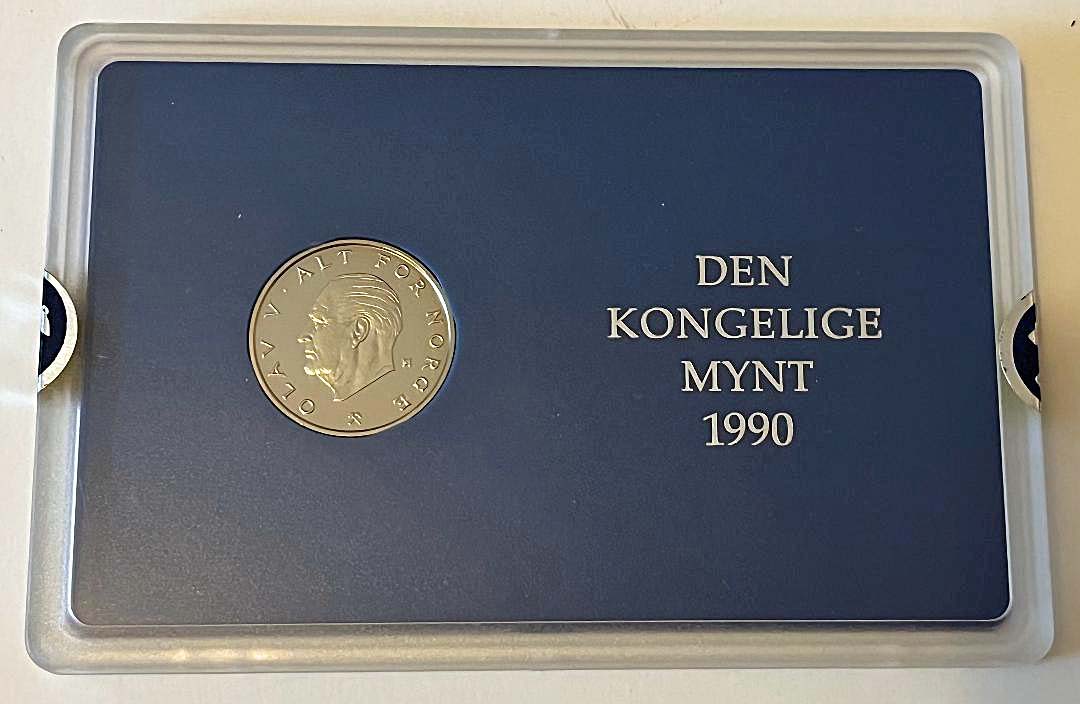 OLAV V · ALT FOR NORGE
K
DEN
KONGELIGE
MYNT
1990